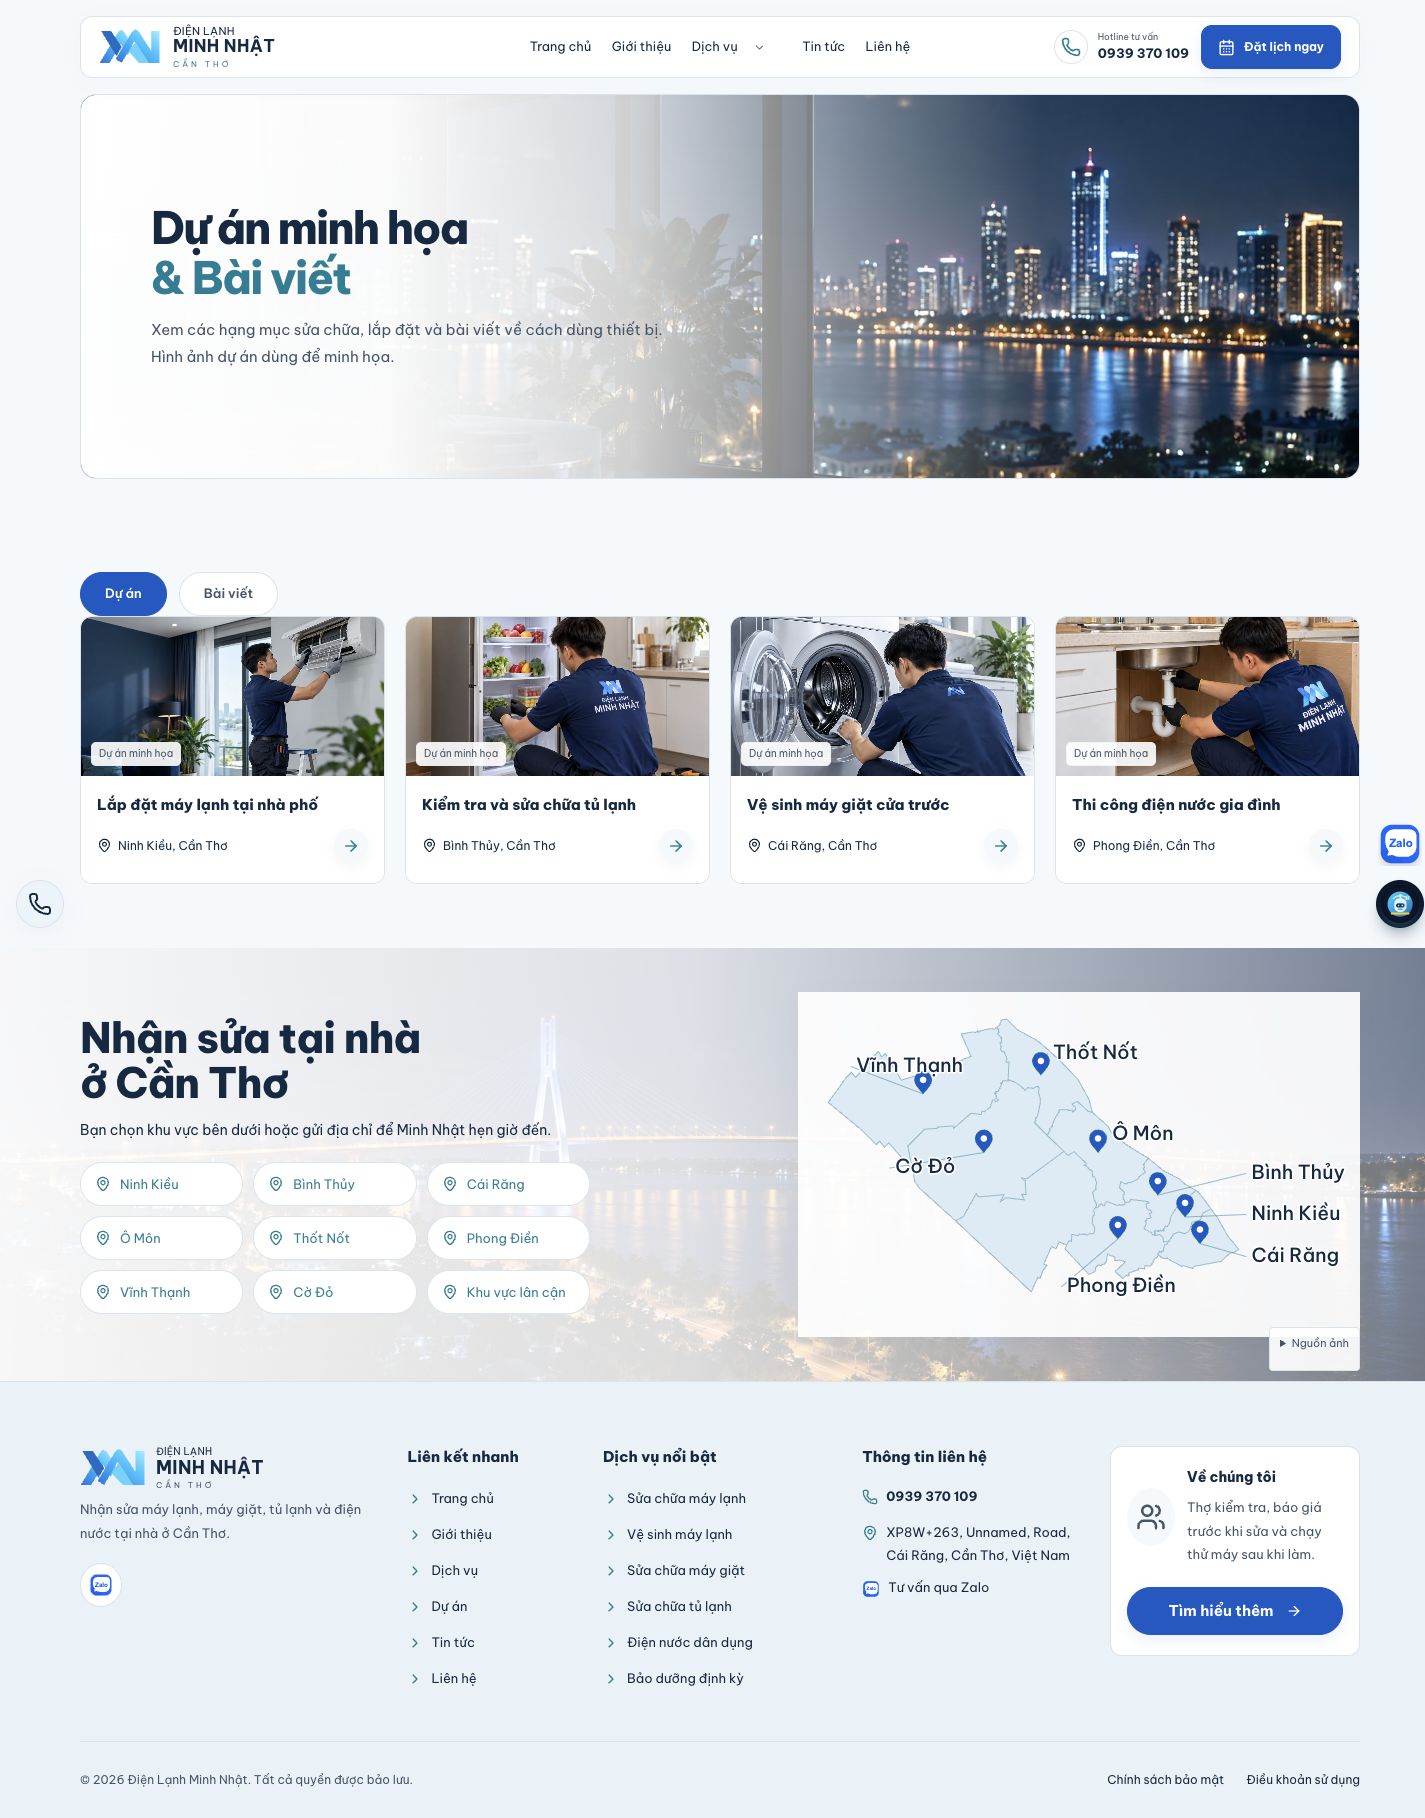 ĐIỆN LẠNH
MINH NHẬT
CẦN THƠ
Trang chủ
Giới thiệu
Dịch vụ
Tin tức
Liên hệ
Hotline tư vấn
0939 370 109
Đặt lịch ngay
Dự án minh họa
& Bài viết
Xem các hạng mục sửa chữa, lắp đặt và bài viết về cách dùng thiết bị.
Hình ảnh dự án dùng để minh họa.
Dự án
Bài viết
Dự án minh họa
Lắp đặt máy lạnh tại nhà phố
Ninh Kiều, Cần Thơ
ĐIỆN LẠNH
MINH NHẬT
Dự án minh họa
Kiểm tra và sửa chữa tủ lạnh
Bình Thủy, Cần Thơ
Dự án minh họa
Vệ sinh máy giặt cửa trước
Cái Răng, Cần Thơ
ĐIỆN LẠNH
MINH NHẬT
Dự án minh họa
Thi công điện nước gia đình
Phong Điền, Cần Thơ
Zalo
Nhận sửa tại nhà
ở Cần Thơ
Bạn chọn khu vực bên dưới hoặc gửi địa chỉ để Minh Nhật hẹn giờ đến.
Ninh Kiều
Bình Thủy
Cái Răng
Ô Môn
Thốt Nốt
Phong Điền
Vĩnh Thạnh
Cờ Đỏ
Khu vực lân cận
Thốt Nốt
Vĩnh Thạnh
Ô Môn
Cờ Đỏ
Bình Thủy
Ninh Kiều
Cái Răng
Phong Điền
Nguồn ảnh
ĐIỆN LẠNH
MINH NHẬT
CẦN THƠ
Nhận sửa máy lạnh, máy giặt, tủ lạnh và điện
nước tại nhà ở Cần Thơ.
Zalo
Liên kết nhanh
Trang chủ
Giới thiệu
Dịch vụ
Dự án
Tin tức
Liên hệ
Dịch vụ nổi bật
Sửa chữa máy lạnh
Vệ sinh máy lạnh
Sửa chữa máy giặt
Sửa chữa tủ lạnh
Điện nước dân dụng
Bảo dưỡng định kỳ
Thông tin liên hệ
0939 370 109
XP8W+263, Unnamed, Road,
Cái Răng, Cần Thơ, Việt Nam
Zalo
Tư vấn qua Zalo
Về chúng tôi
Thợ kiểm tra, báo giá
trước khi sửa và chạy
thử máy sau khi làm.
Tìm hiểu thêm
© 2026 Điện Lạnh Minh Nhật. Tất cả quyền được bảo lưu.
Chính sách bảo mật
Điều khoản sử dụng